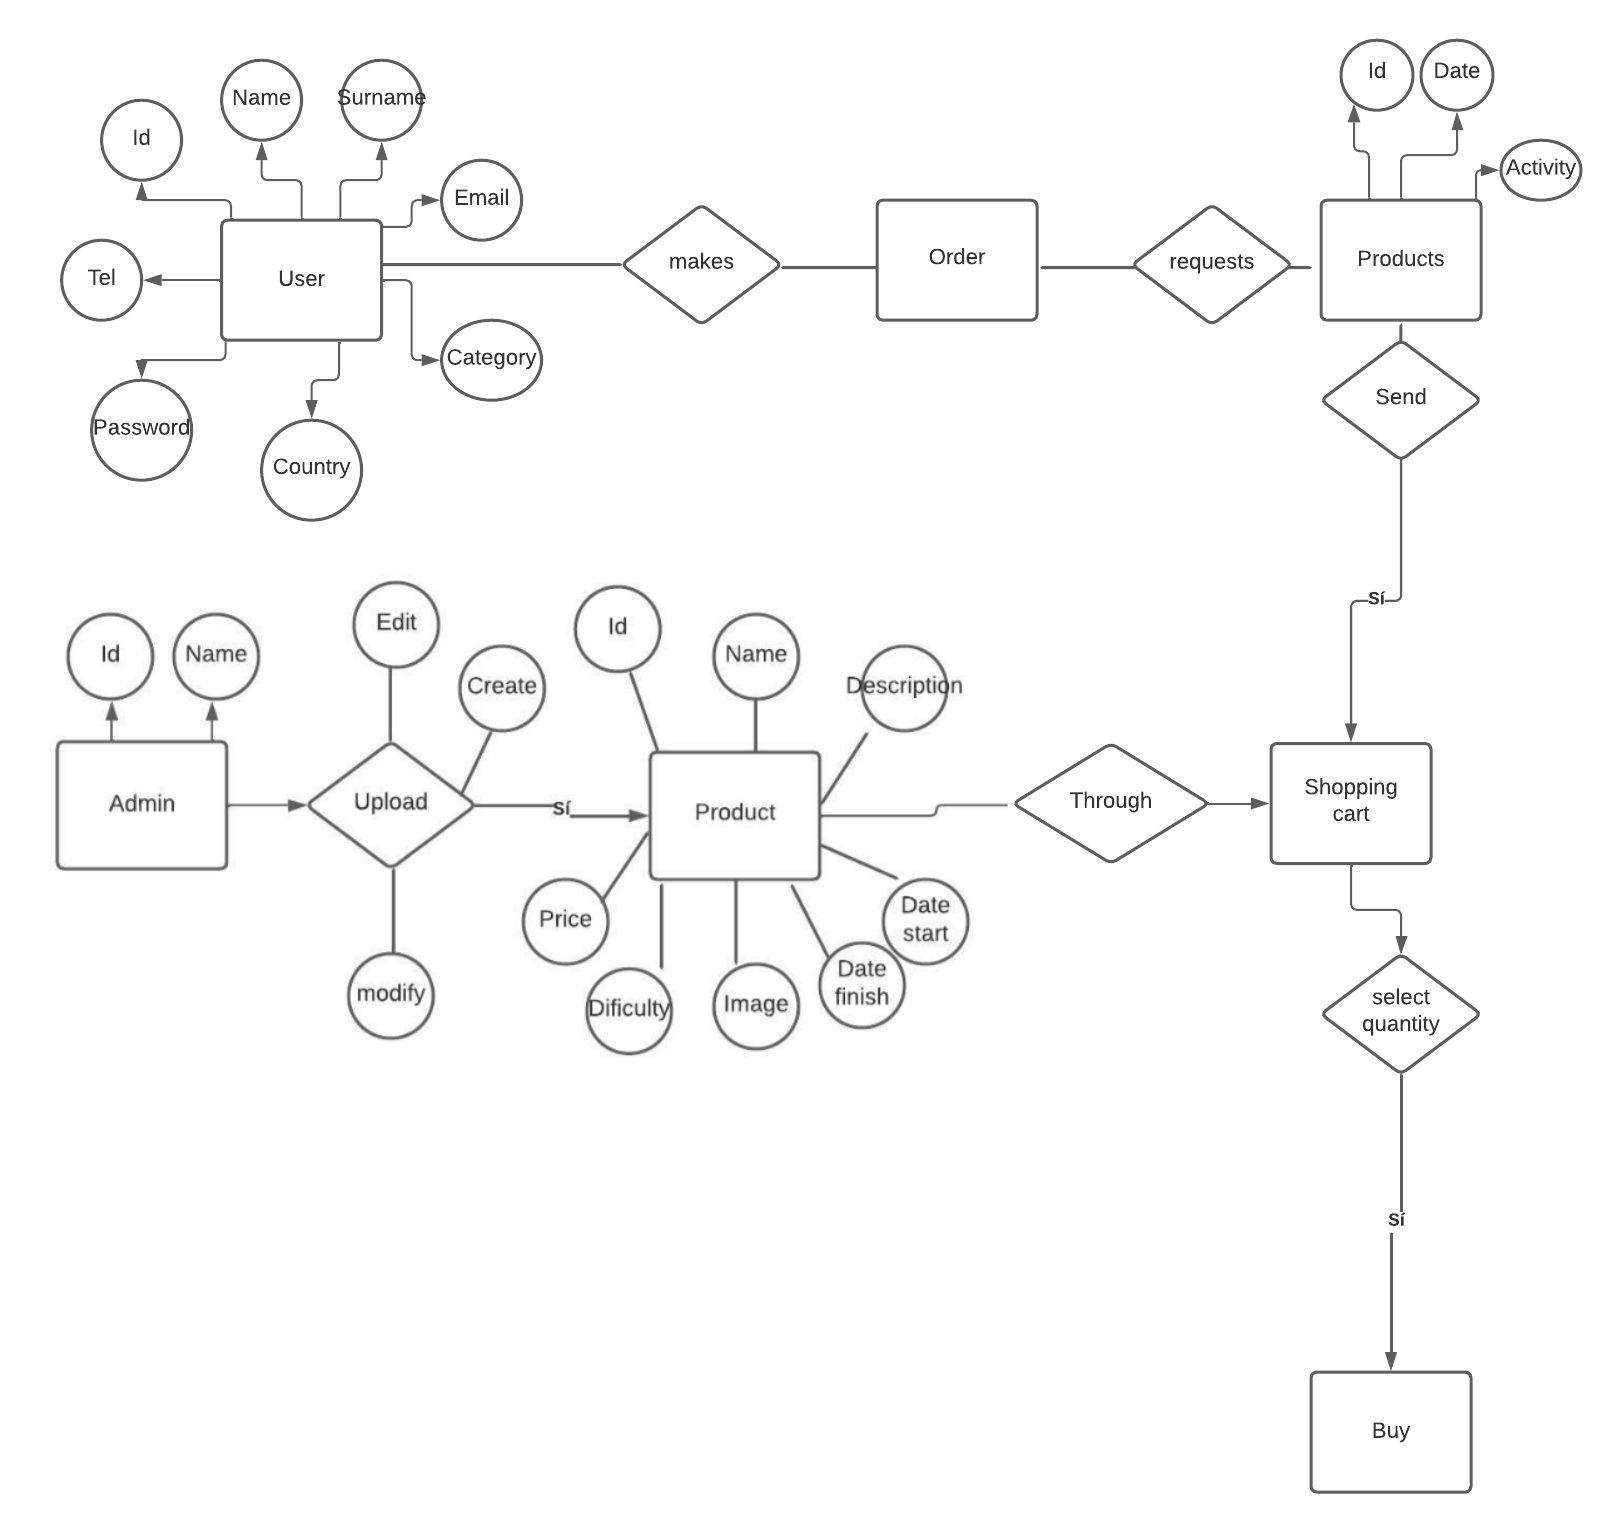 Id
Name
Surname
Email
Tel
User
Category
Password
Country
makes
Order
requests
Id
Date
Activity
Products
Send
Sí
Id
Name
Admin
Edit
Create
Upload
modify
Sí
Id
Name
Description
Product
Price
Dificulty
Image
Date
finish
Date
start
Through
Shopping
cart
select
quantity
Sí
Buy